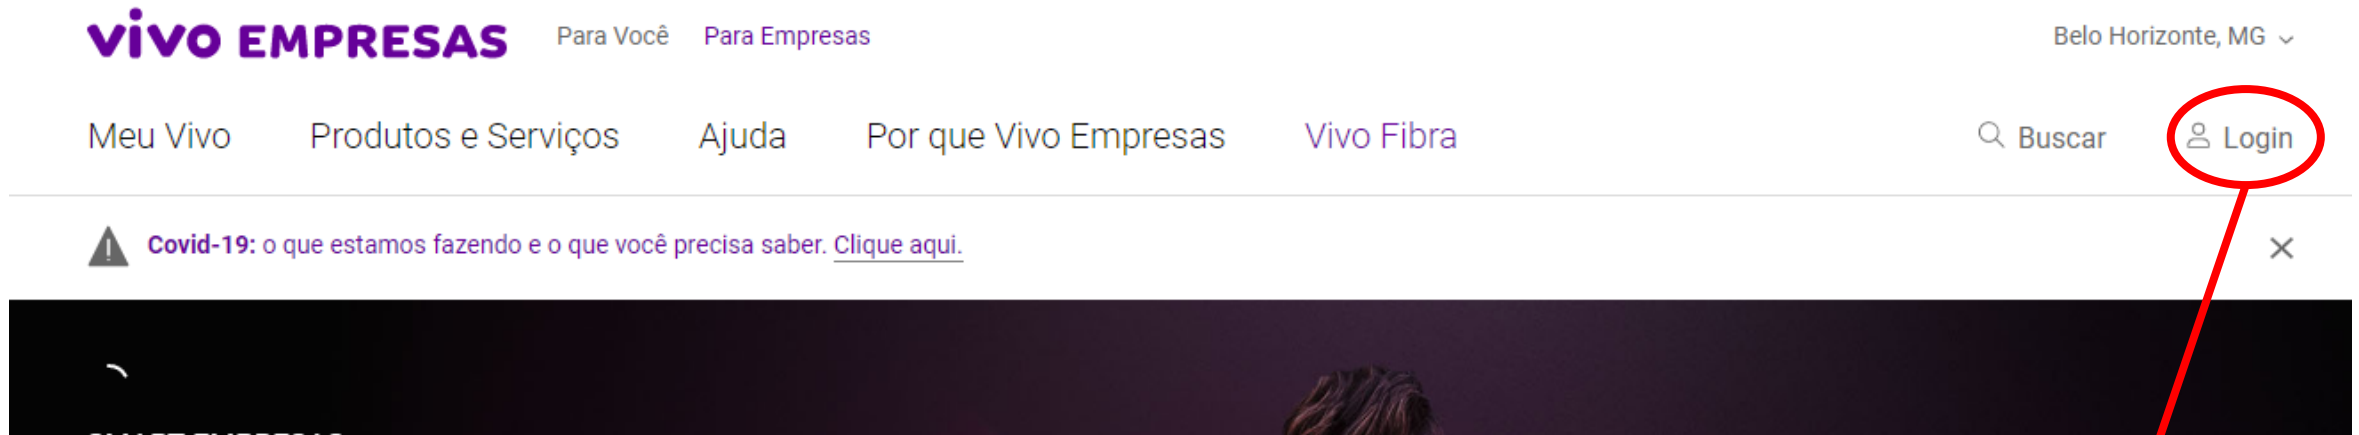 vivo EMPRESAS Para Você Para Empresas Belo Horizonte, MG
Meu Vivo Produtos e Serviços Ajuda Por que Vivo Empresas Vivo Fibra Buscar Login
Covid-19: o que estamos fazendo e o que você precisa saber. Clique aqui.